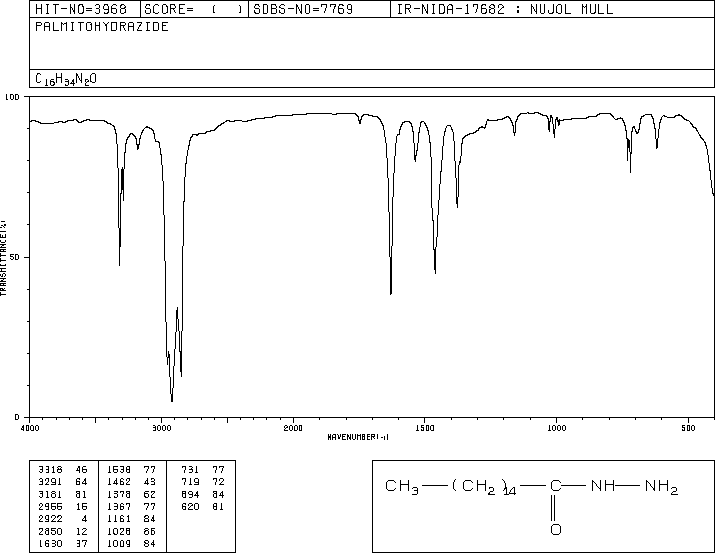 HIT-NO=3968 SCORE= ( ) SDBS-NO=7769 IR-NIDA-17682 : NUJOL MULL
PALMITOHYDRAZIDE
C16H34N2O
100
50
0
TRANSMITTANCE(%)
4000 3000 2000 1500 1000 500
WAVENUMBER(-1)
3318 46 1538 77 731 77
3291 64 1462 43 719 72
3181 81 1378 62 694 84
2955 15 1367 77 620 81
2922 4 1161 84
2850 12 1028 86
1630 37 1009 84
CH3 (CH2)14 C NH NH2
O